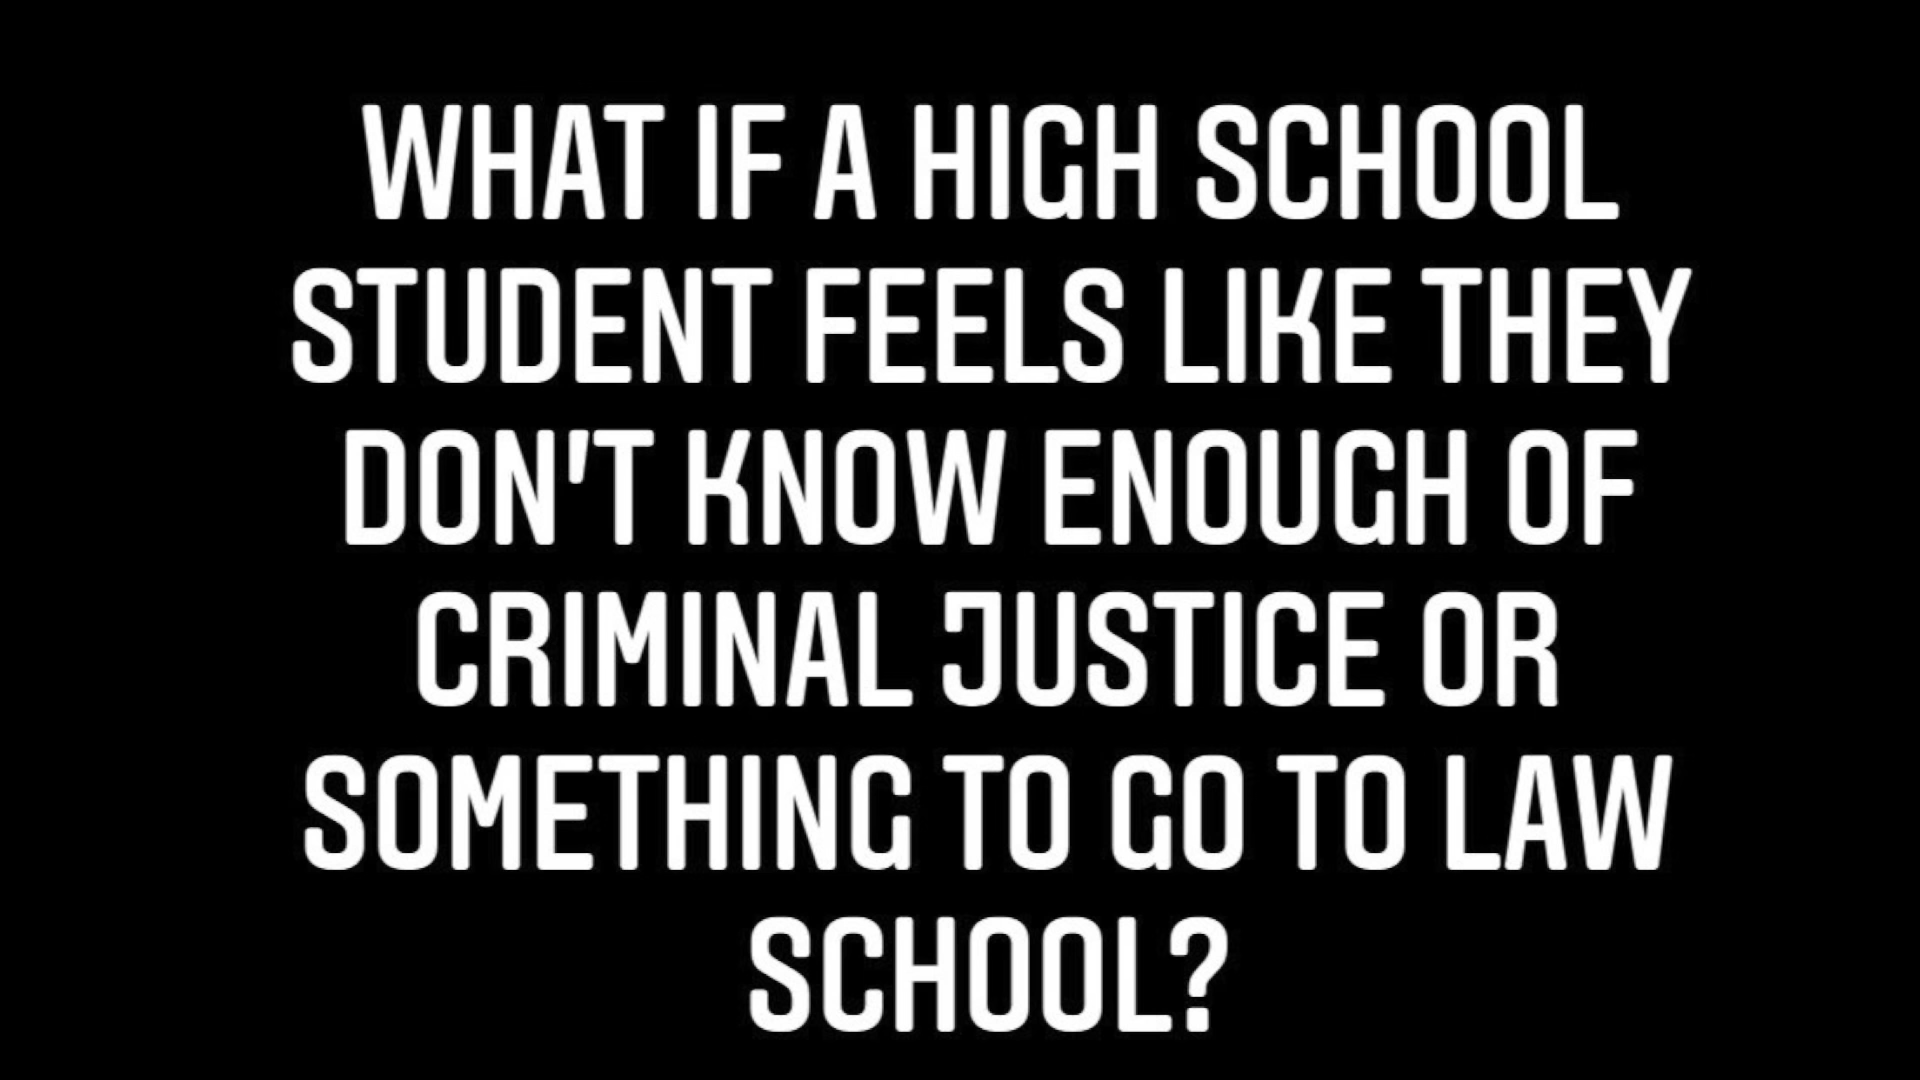 WHAT IF A HIGH SCHOOL
STUDENT FEELS LIKE THEY
DON'T KNOW ENOUGH OF
CRIMINAL JUSTICE OR
SOMETHING TO GO TO LAW
SCHOOL?